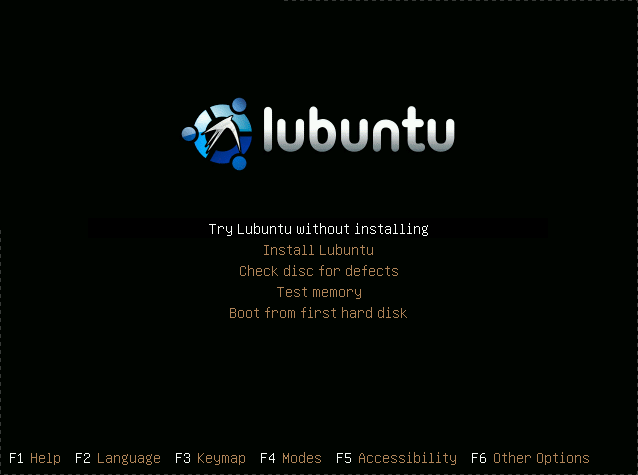 lubuntu
Try Lubuntu without installing
Install Lubuntu
Check disc for defects
Test memory
Boot from first hard disk
F1 Help F2 Language F3 Keymap F4 Modes F5 Accessibility F6 Other Options